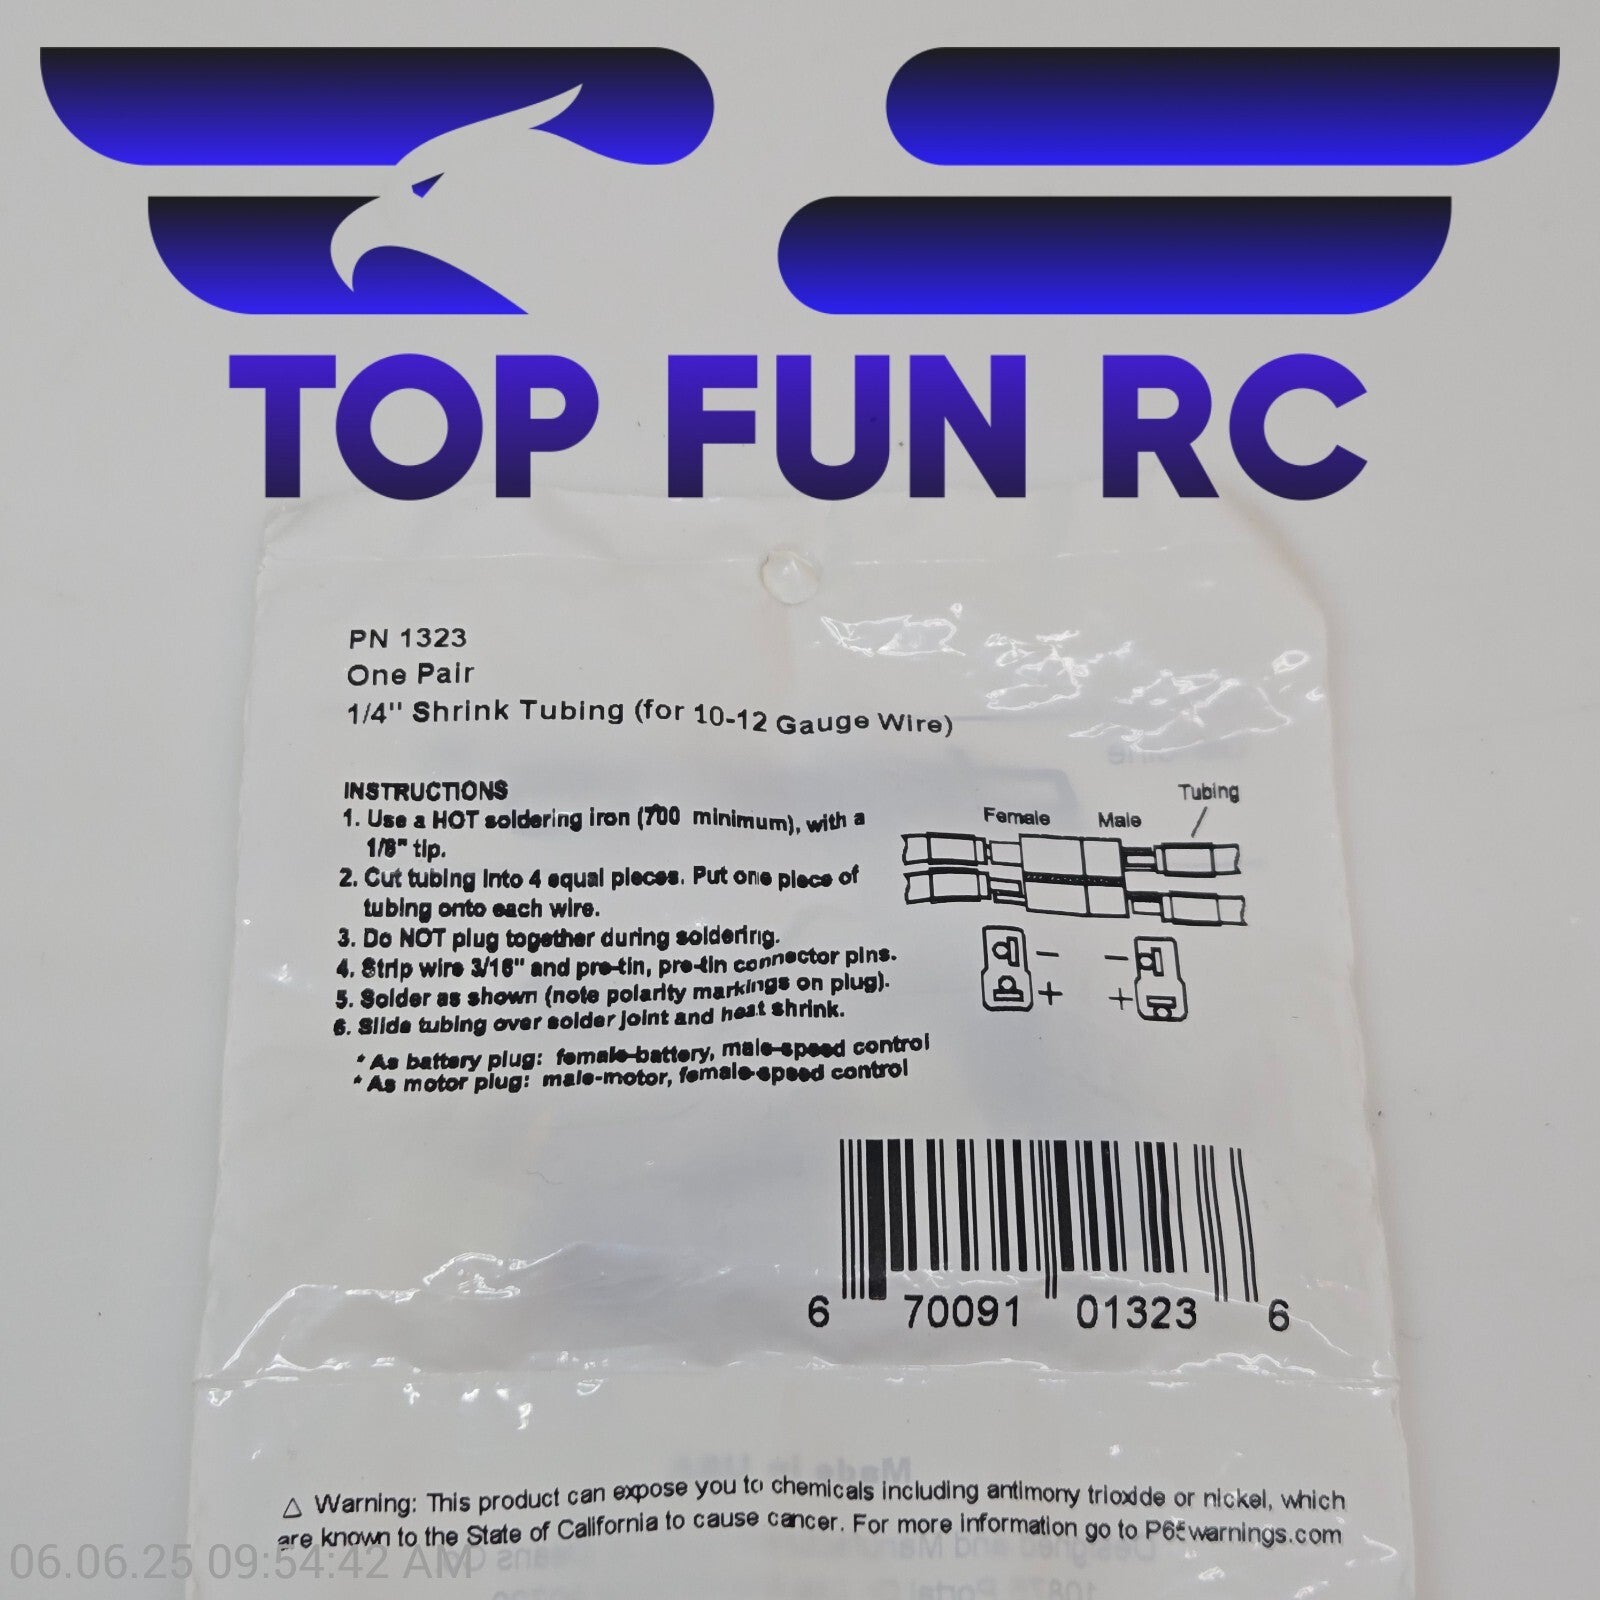 TOP FUN RC
PN 1323
One Pair
1/4" Shrink Tubing (for 10-12 Gauge Wire)
INSTRUCTIONS
1. Use a HOT soldering iron (700 minimum), with a
1/8" tip.
2. Cut tubing into 4 equal pieces. Put one piece of
tubing onto each wire.
3. Do NOT plug together during soldering.
4. Strip wire 3/16" and pre-tin, pre-tin connector pins.
5. Solder as shown (note polarity markings on plug).
6. Slide tubing over solder joint and heat shrink.
* As battery plug: female-battery, male-speed control
* As motor plug: male-motor, female-speed control
Tubing
Female Male
− −
+ +
6 70091 01323 6
Made in USA
⚠ Warning: This product can expose you to chemicals including antimony trioxide or nickel, which
are known to the State of California to cause cancer. For more information go to P65warnings.com
06.06.25 09:54:42 AM
Designed and